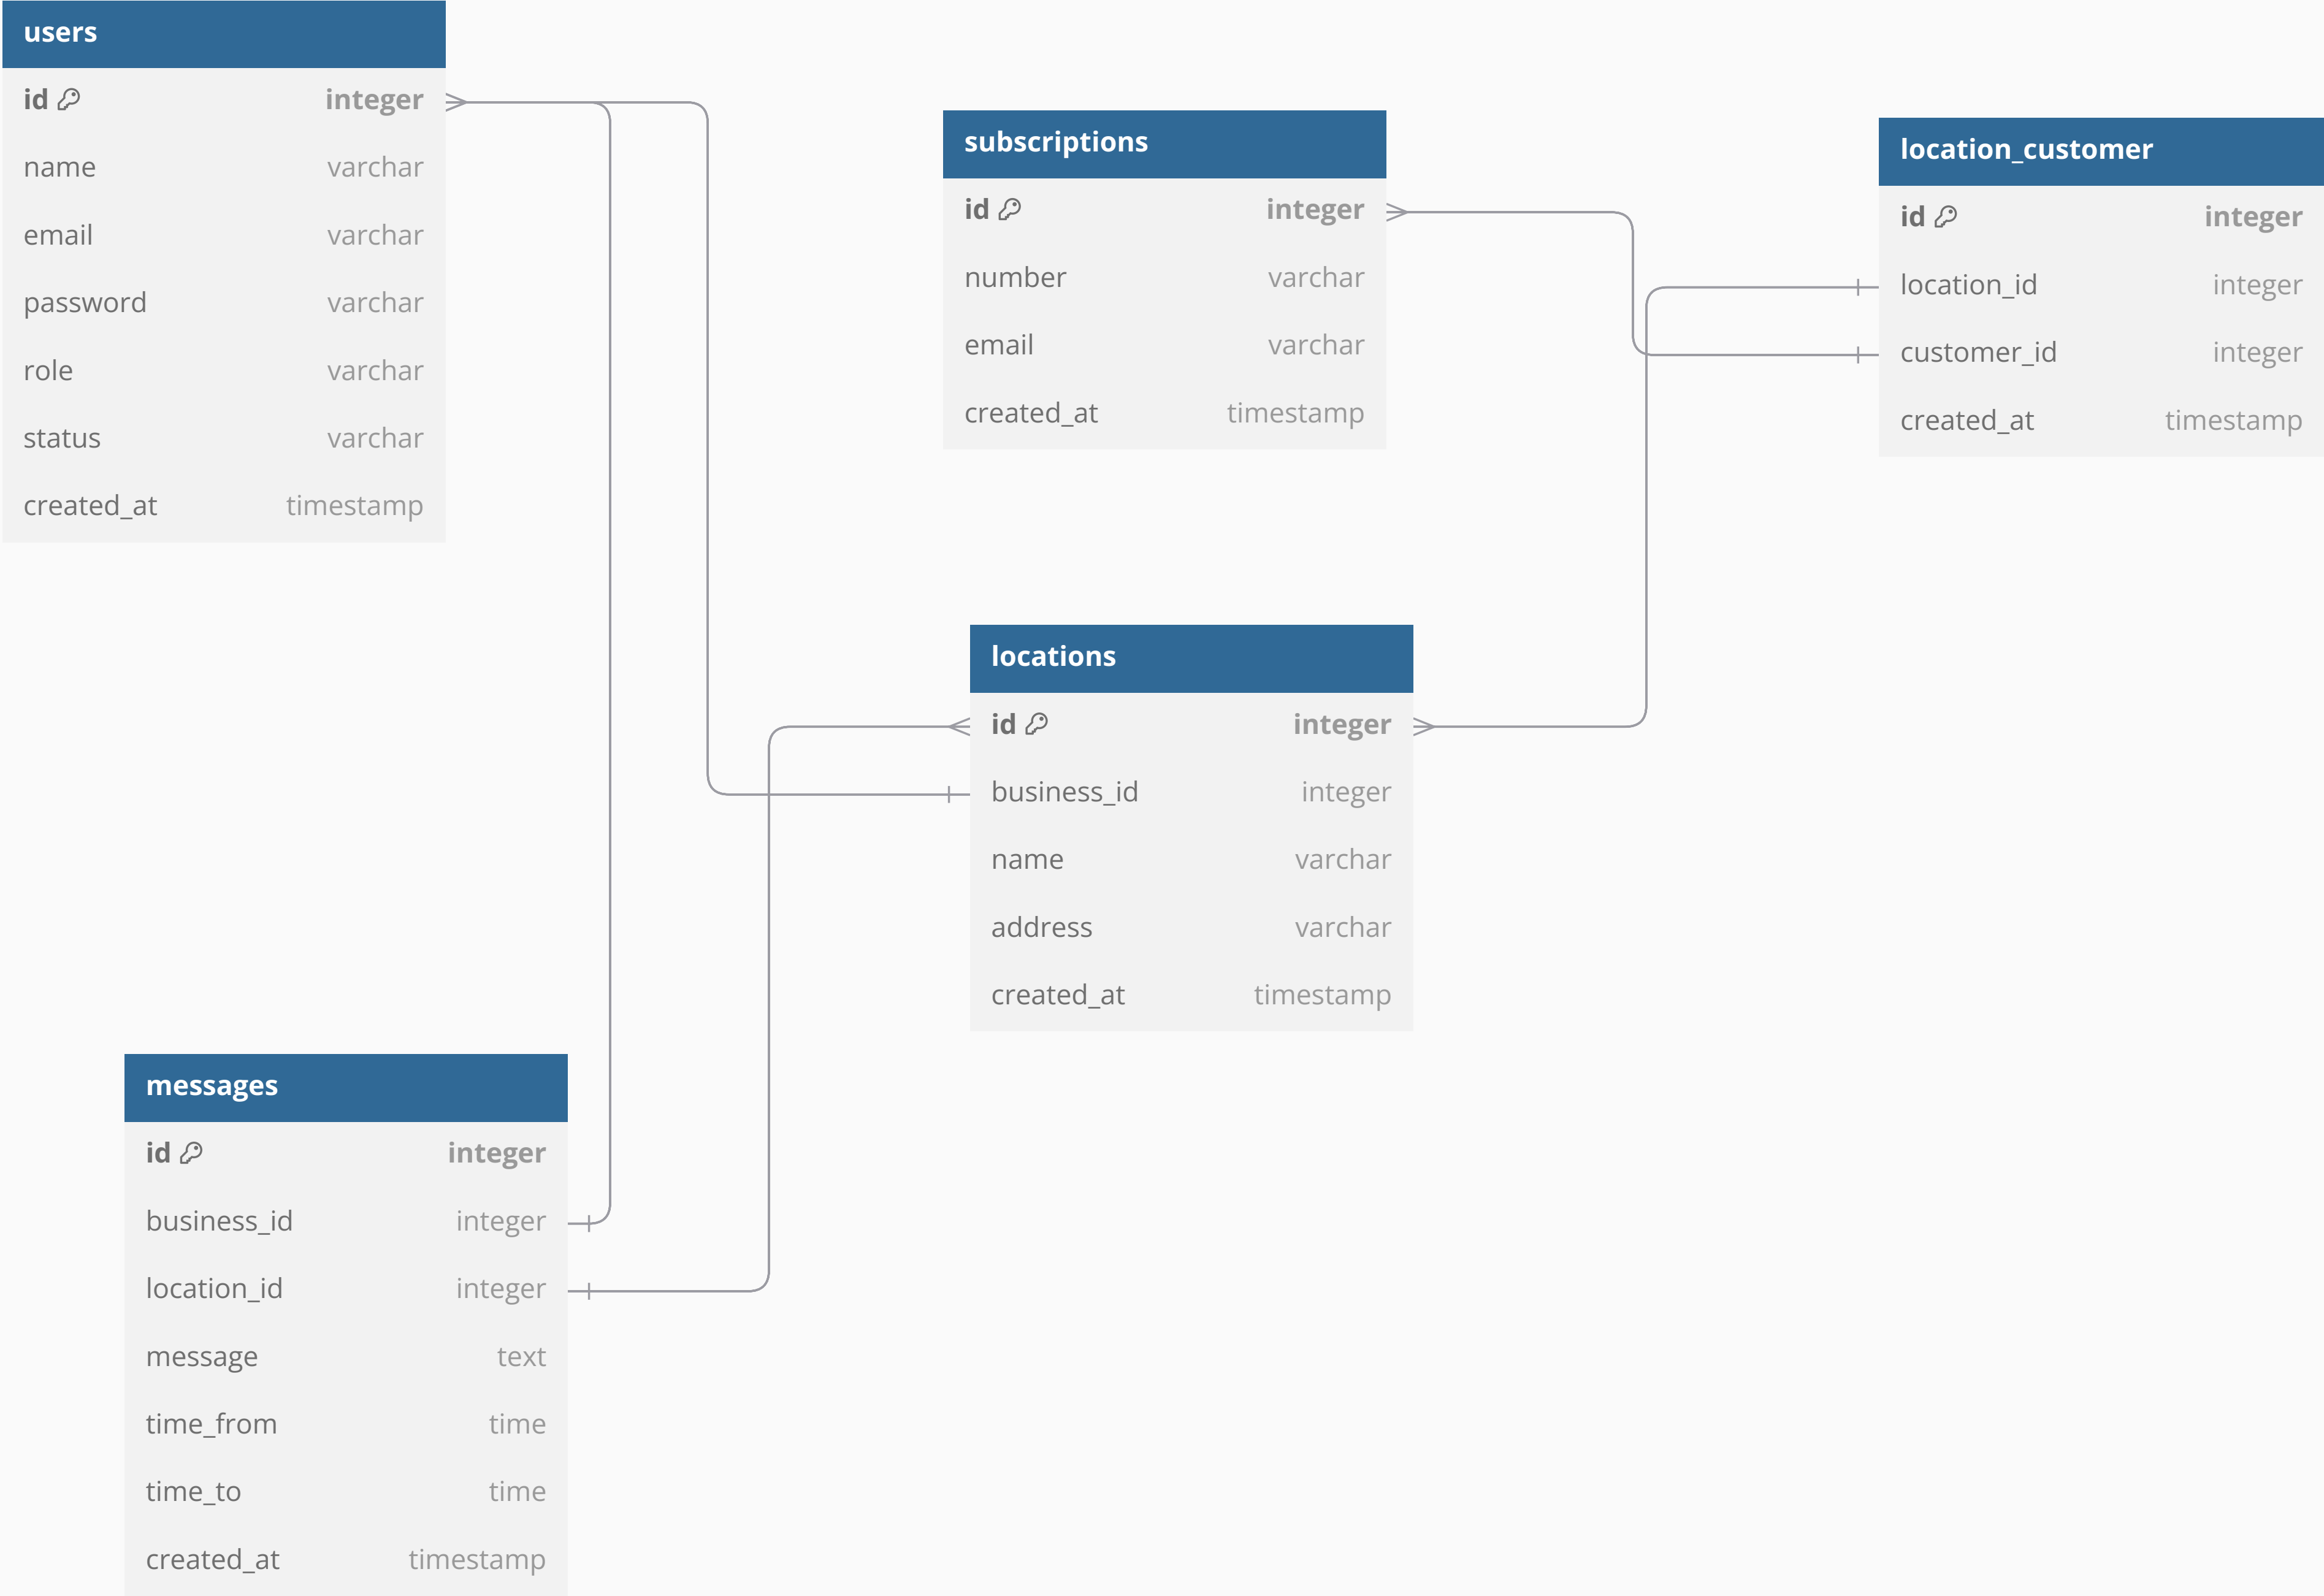 users
id integer
name varchar
email varchar
password varchar
role varchar
status varchar
created_at timestamp
subscriptions
id integer
number varchar
email varchar
created_at timestamp
location_customer
id integer
location_id integer
customer_id integer
created_at timestamp
locations
id integer
business_id integer
name varchar
address varchar
created_at timestamp
messages
id integer
business_id integer
location_id integer
message text
time_from time
time_to time
created_at timestamp